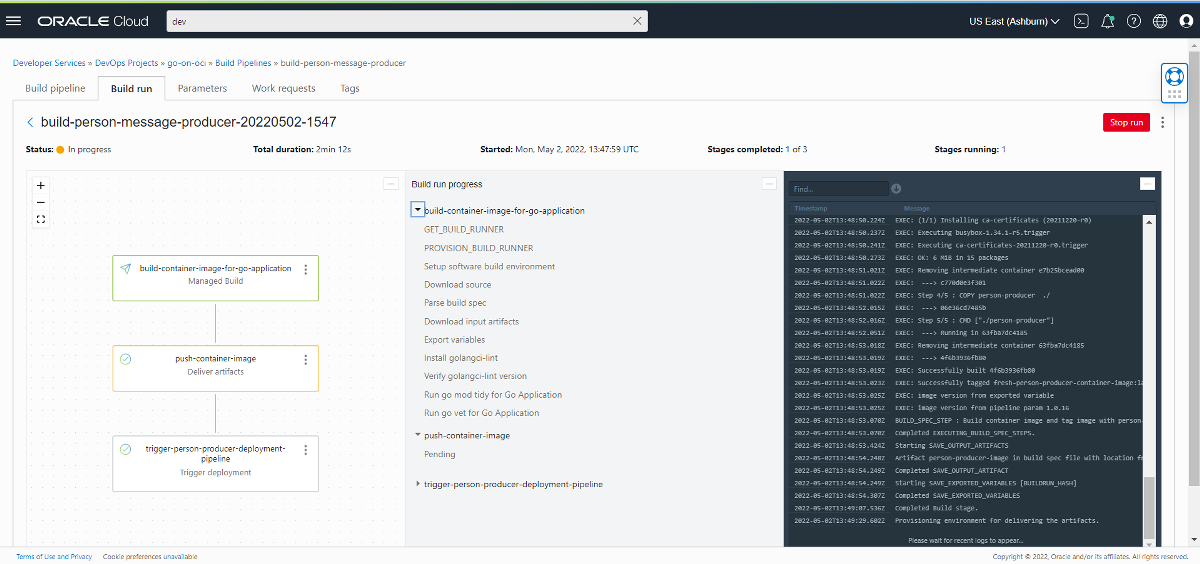 ORACLE Cloud
dev
US East (Ashburn)
Developer Services » DevOps Projects » go-on-oci » Build Pipelines » build-person-message-producer
Build pipeline
Build run
Parameters
Work requests
Tags
build-person-message-producer-20220502-1547
Stop run
Status: In progress
Total duration: 2min 12s
Started: Mon, May 2, 2022, 13:47:59 UTC
Stages completed: 1 of 3
Stages running: 1
build-container-image-for-go-application
Managed Build
push-container-image
Deliver artifacts
trigger-person-producer-deployment-
pipeline
Trigger deployment
Build run progress
build-container-image-for-go-application
GET_BUILD_RUNNER
PROVISION_BUILD_RUNNER
Setup software build environment
Download source
Parse build spec
Download input artifacts
Export variables
Install golangci-lint
Verify golangci-lint version
Run go mod tidy for Go Application
Run go vet for Go Application
push-container-image
Pending
trigger-person-producer-deployment-pipeline
Find...
Timestamp Message
2022-05-02T13:48:50.224Z EXEC: (1/1) Installing ca-certificates (20211220-r0)
2022-05-02T13:48:50.237Z EXEC: Executing busybox-1.34.1-r5.trigger
2022-05-02T13:48:50.241Z EXEC: Executing ca-certificates-20211220-r0.trigger
2022-05-02T13:48:50.273Z EXEC: OK: 6 MiB in 15 packages
2022-05-02T13:48:51.021Z EXEC: Removing intermediate container e7b25bcead00
2022-05-02T13:48:51.022Z EXEC: ---> c770d0e3f301
2022-05-02T13:48:51.022Z EXEC: Step 4/5 : COPY person-producer ./
2022-05-02T13:48:52.015Z EXEC: ---> 06e36cd7485b
2022-05-02T13:48:52.016Z EXEC: Step 5/5 : CMD ["./person-producer"]
2022-05-02T13:48:52.051Z EXEC: ---> Running in 63fba7dc4185
2022-05-02T13:48:53.018Z EXEC: Removing intermediate container 63fba7dc4185
2022-05-02T13:48:53.019Z EXEC: ---> 4f6b3936fb80
2022-05-02T13:48:53.019Z EXEC: Successfully built 4f6b3936fb80
2022-05-02T13:48:53.023Z EXEC: Successfully tagged fresh-person-producer-container-image:la
2022-05-02T13:48:53.025Z EXEC: image version from exported variable
2022-05-02T13:48:53.025Z EXEC: image version from pipeline param 1.0.16
2022-05-02T13:48:53.070Z BUILD_SPEC_STEP : Build container image and tag image with person-
2022-05-02T13:48:53.070Z Completed EXECUTING_BUILD_SPEC_STEPS.
2022-05-02T13:48:53.424Z Starting SAVE_OUTPUT_ARTIFACTS
2022-05-02T13:48:54.248Z Artifact person-producer-image in build spec file with location fr
2022-05-02T13:48:54.249Z Completed SAVE_OUTPUT_ARTIFACT
2022-05-02T13:48:54.249Z Starting SAVE_EXPORTED_VARIABLES [BUILDRUN_HASH]
2022-05-02T13:48:54.307Z Completed SAVE_EXPORTED_VARIABLES
2022-05-02T13:49:07.536Z Completed Build stage.
2022-05-02T13:49:29.602Z Provisioning environment for delivering the artifacts.
Please wait for recent logs to appear...
Terms of Use and Privacy
Cookie preferences unavailable
Copyright © 2022, Oracle and/or its affiliates. All rights reserved.